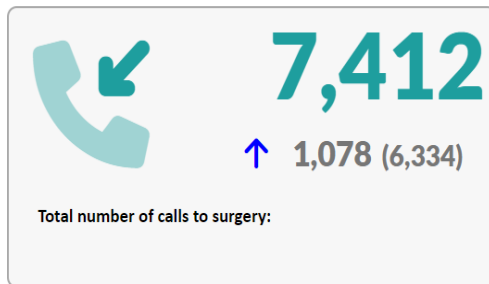 7,412
↑ 1,078 (6,334)
Total number of calls to surgery: